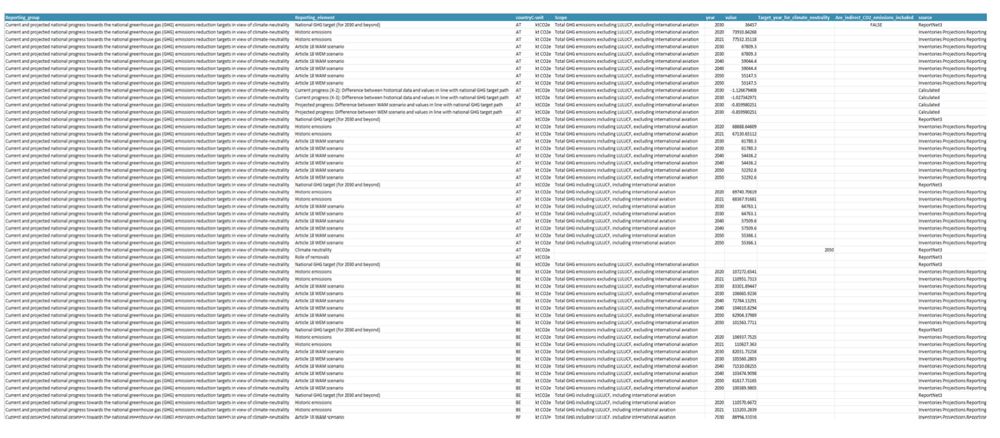 Reporting_group Reporting_element countryC unit Scope year value Target_year_for_climate_neutrality Are_indirect_CO2_emissions_included source
Current and projected national progress towards the national greenhouse gas (GHG) emissions reduction targets in view of climate-neutrality National GHG target (for 2030 and beyond) AT ktCO2e Total GHG emissions excluding LULUCF, excluding international aviation 2030 36457 FALSE ReportNet3
Current and projected national progress towards the national greenhouse gas (GHG) emissions reduction targets in view of climate-neutrality Historic emissions AT kt CO2e Total GHG emissions excluding LULUCF, excluding international aviation 2020 73910.84268 Inventories Projections Reporting
Current and projected national progress towards the national greenhouse gas (GHG) emissions reduction targets in view of climate-neutrality Historic emissions AT kt CO2e Total GHG emissions excluding LULUCF, excluding international aviation 2021 77532.35118 Inventories Projections Reporting
Current and projected national progress towards the national greenhouse gas (GHG) emissions reduction targets in view of climate-neutrality Article 18 WAM scenario AT kt CO2e Total GHG emissions excluding LULUCF, excluding international aviation 2030 67809.3 Inventories Projections Reporting
Current and projected national progress towards the national greenhouse gas (GHG) emissions reduction targets in view of climate-neutrality Article 18 WEM scenario AT kt CO2e Total GHG emissions excluding LULUCF, excluding international aviation 2030 67809.3 Inventories Projections Reporting
Current and projected national progress towards the national greenhouse gas (GHG) emissions reduction targets in view of climate-neutrality Article 18 WAM scenario AT kt CO2e Total GHG emissions excluding LULUCF, excluding international aviation 2040 59044.4 Inventories Projections Reporting
Current and projected national progress towards the national greenhouse gas (GHG) emissions reduction targets in view of climate-neutrality Article 18 WEM scenario AT kt CO2e Total GHG emissions excluding LULUCF, excluding international aviation 2040 59044.4 Inventories Projections Reporting
Current and projected national progress towards the national greenhouse gas (GHG) emissions reduction targets in view of climate-neutrality Article 18 WAM scenario AT kt CO2e Total GHG emissions excluding LULUCF, excluding international aviation 2050 55147.5 Inventories Projections Reporting
Current and projected national progress towards the national greenhouse gas (GHG) emissions reduction targets in view of climate-neutrality Article 18 WEM scenario AT kt CO2e Total GHG emissions excluding LULUCF, excluding international aviation 2050 55147.5 Inventories Projections Reporting
Current and projected national progress towards the national greenhouse gas (GHG) emissions reduction targets in view of climate-neutrality Current progress (X-2): Difference between historical data and values in line with national GHG target path AT ktCO2e Total GHG emissions excluding LULUCF, excluding international aviation 2030 -1.126679408 Calculated
Current and projected national progress towards the national greenhouse gas (GHG) emissions reduction targets in view of climate-neutrality Current progress (X-3): Difference between historical data and values in line with national GHG target path AT ktCO2e Total GHG emissions excluding LULUCF, excluding international aviation 2030 -1.027342971 Calculated
Current and projected national progress towards the national greenhouse gas (GHG) emissions reduction targets in view of climate-neutrality Projected progress: Difference between WAM scenario and values in line with national GHG target path AT ktCO2e Total GHG emissions excluding LULUCF, excluding international aviation 2030 -0.859980251 Calculated
Current and projected national progress towards the national greenhouse gas (GHG) emissions reduction targets in view of climate-neutrality Projected progress: Difference between WEM scenario and values in line with national GHG target path AT ktCO2e Total GHG emissions excluding LULUCF, excluding international aviation 2030 -0.859980251 Calculated
Current and projected national progress towards the national greenhouse gas (GHG) emissions reduction targets in view of climate-neutrality National GHG target (for 2030 and beyond) AT ktCO2e Total GHG emissions including LULUCF, excluding international aviation ReportNet3
Current and projected national progress towards the national greenhouse gas (GHG) emissions reduction targets in view of climate-neutrality Historic emissions AT kt CO2e Total GHG emissions including LULUCF, excluding international aviation 2020 68688.64609 Inventories Projections Reporting
Current and projected national progress towards the national greenhouse gas (GHG) emissions reduction targets in view of climate-neutrality Historic emissions AT kt CO2e Total GHG emissions including LULUCF, excluding international aviation 2021 67130.65112 Inventories Projections Reporting
Current and projected national progress towards the national greenhouse gas (GHG) emissions reduction targets in view of climate-neutrality Article 18 WAM scenario AT kt CO2e Total GHG emissions including LULUCF, excluding international aviation 2030 61780.3 Inventories Projections Reporting
Current and projected national progress towards the national greenhouse gas (GHG) emissions reduction targets in view of climate-neutrality Article 18 WEM scenario AT kt CO2e Total GHG emissions including LULUCF, excluding international aviation 2030 61780.3 Inventories Projections Reporting
Current and projected national progress towards the national greenhouse gas (GHG) emissions reduction targets in view of climate-neutrality Article 18 WAM scenario AT kt CO2e Total GHG emissions including LULUCF, excluding international aviation 2040 54436.2 Inventories Projections Reporting
Current and projected national progress towards the national greenhouse gas (GHG) emissions reduction targets in view of climate-neutrality Article 18 WEM scenario AT kt CO2e Total GHG emissions including LULUCF, excluding international aviation 2040 54436.2 Inventories Projections Reporting
Current and projected national progress towards the national greenhouse gas (GHG) emissions reduction targets in view of climate-neutrality Article 18 WAM scenario AT kt CO2e Total GHG emissions including LULUCF, excluding international aviation 2050 52292.6 Inventories Projections Reporting
Current and projected national progress towards the national greenhouse gas (GHG) emissions reduction targets in view of climate-neutrality Article 18 WEM scenario AT kt CO2e Total GHG emissions including LULUCF, excluding international aviation 2050 52292.6 Inventories Projections Reporting
Current and projected national progress towards the national greenhouse gas (GHG) emissions reduction targets in view of climate-neutrality National GHG target (for 2030 and beyond) AT ktCO2e Total GHG including LULUCF, including international aviation ReportNet3
Current and projected national progress towards the national greenhouse gas (GHG) emissions reduction targets in view of climate-neutrality Historic emissions AT kt CO2e Total GHG including LULUCF, including international aviation 2020 69740.70619 Inventories Projections Reporting
Current and projected national progress towards the national greenhouse gas (GHG) emissions reduction targets in view of climate-neutrality Historic emissions AT kt CO2e Total GHG including LULUCF, including international aviation 2021 68367.91681 Inventories Projections Reporting
Current and projected national progress towards the national greenhouse gas (GHG) emissions reduction targets in view of climate-neutrality Article 18 WAM scenario AT kt CO2e Total GHG including LULUCF, including international aviation 2030 64763.1 Inventories Projections Reporting
Current and projected national progress towards the national greenhouse gas (GHG) emissions reduction targets in view of climate-neutrality Article 18 WEM scenario AT kt CO2e Total GHG including LULUCF, including international aviation 2030 64763.1 Inventories Projections Reporting
Current and projected national progress towards the national greenhouse gas (GHG) emissions reduction targets in view of climate-neutrality Article 18 WAM scenario AT kt CO2e Total GHG including LULUCF, including international aviation 2040 57509.6 Inventories Projections Reporting
Current and projected national progress towards the national greenhouse gas (GHG) emissions reduction targets in view of climate-neutrality Article 18 WEM scenario AT kt CO2e Total GHG including LULUCF, including international aviation 2040 57509.6 Inventories Projections Reporting
Current and projected national progress towards the national greenhouse gas (GHG) emissions reduction targets in view of climate-neutrality Article 18 WAM scenario AT kt CO2e Total GHG including LULUCF, including international aviation 2050 55366.1 Inventories Projections Reporting
Current and projected national progress towards the national greenhouse gas (GHG) emissions reduction targets in view of climate-neutrality Article 18 WEM scenario AT kt CO2e Total GHG including LULUCF, including international aviation 2050 55366.1 Inventories Projections Reporting
Current and projected national progress towards the national greenhouse gas (GHG) emissions reduction targets in view of climate-neutrality Climate neutrality AT ktCO2e 2050 ReportNet3
Current and projected national progress towards the national greenhouse gas (GHG) emissions reduction targets in view of climate-neutrality Role of removals AT ktCO2e ReportNet3
Current and projected national progress towards the national greenhouse gas (GHG) emissions reduction targets in view of climate-neutrality National GHG target (for 2030 and beyond) BE ktCO2e Total GHG emissions excluding LULUCF, excluding international aviation ReportNet3
Current and projected national progress towards the national greenhouse gas (GHG) emissions reduction targets in view of climate-neutrality Historic emissions BE kt CO2e Total GHG emissions excluding LULUCF, excluding international aviation 2020 107272.6541 Inventories Projections Reporting
Current and projected national progress towards the national greenhouse gas (GHG) emissions reduction targets in view of climate-neutrality Historic emissions BE kt CO2e Total GHG emissions excluding LULUCF, excluding international aviation 2021 110951.7313 Inventories Projections Reporting
Current and projected national progress towards the national greenhouse gas (GHG) emissions reduction targets in view of climate-neutrality Article 18 WAM scenario BE kt CO2e Total GHG emissions excluding LULUCF, excluding international aviation 2030 83301.89447 Inventories Projections Reporting
Current and projected national progress towards the national greenhouse gas (GHG) emissions reduction targets in view of climate-neutrality Article 18 WEM scenario BE kt CO2e Total GHG emissions excluding LULUCF, excluding international aviation 2030 106665.9236 Inventories Projections Reporting
Current and projected national progress towards the national greenhouse gas (GHG) emissions reduction targets in view of climate-neutrality Article 18 WAM scenario BE kt CO2e Total GHG emissions excluding LULUCF, excluding international aviation 2040 72784.13291 Inventories Projections Reporting
Current and projected national progress towards the national greenhouse gas (GHG) emissions reduction targets in view of climate-neutrality Article 18 WEM scenario BE kt CO2e Total GHG emissions excluding LULUCF, excluding international aviation 2040 104610.8294 Inventories Projections Reporting
Current and projected national progress towards the national greenhouse gas (GHG) emissions reduction targets in view of climate-neutrality Article 18 WAM scenario BE kt CO2e Total GHG emissions excluding LULUCF, excluding international aviation 2050 62904.37989 Inventories Projections Reporting
Current and projected national progress towards the national greenhouse gas (GHG) emissions reduction targets in view of climate-neutrality Article 18 WEM scenario BE kt CO2e Total GHG emissions excluding LULUCF, excluding international aviation 2050 101563.7711 Inventories Projections Reporting
Current and projected national progress towards the national greenhouse gas (GHG) emissions reduction targets in view of climate-neutrality National GHG target (for 2030 and beyond) BE ktCO2e Total GHG emissions including LULUCF, excluding international aviation ReportNet3
Current and projected national progress towards the national greenhouse gas (GHG) emissions reduction targets in view of climate-neutrality Historic emissions BE kt CO2e Total GHG emissions including LULUCF, excluding international aviation 2020 106937.7525 Inventories Projections Reporting
Current and projected national progress towards the national greenhouse gas (GHG) emissions reduction targets in view of climate-neutrality Historic emissions BE kt CO2e Total GHG emissions including LULUCF, excluding international aviation 2021 110627.363 Inventories Projections Reporting
Current and projected national progress towards the national greenhouse gas (GHG) emissions reduction targets in view of climate-neutrality Article 18 WAM scenario BE kt CO2e Total GHG emissions including LULUCF, excluding international aviation 2030 82031.73258 Inventories Projections Reporting
Current and projected national progress towards the national greenhouse gas (GHG) emissions reduction targets in view of climate-neutrality Article 18 WEM scenario BE kt CO2e Total GHG emissions including LULUCF, excluding international aviation 2030 105560.2803 Inventories Projections Reporting
Current and projected national progress towards the national greenhouse gas (GHG) emissions reduction targets in view of climate-neutrality Article 18 WAM scenario BE kt CO2e Total GHG emissions including LULUCF, excluding international aviation 2040 71510.08255 Inventories Projections Reporting
Current and projected national progress towards the national greenhouse gas (GHG) emissions reduction targets in view of climate-neutrality Article 18 WEM scenario BE kt CO2e Total GHG emissions including LULUCF, excluding international aviation 2040 103474.9098 Inventories Projections Reporting
Current and projected national progress towards the national greenhouse gas (GHG) emissions reduction targets in view of climate-neutrality Article 18 WAM scenario BE kt CO2e Total GHG emissions including LULUCF, excluding international aviation 2050 61617.73165 Inventories Projections Reporting
Current and projected national progress towards the national greenhouse gas (GHG) emissions reduction targets in view of climate-neutrality Article 18 WEM scenario BE kt CO2e Total GHG emissions including LULUCF, excluding international aviation 2050 100389.9805 Inventories Projections Reporting
Current and projected national progress towards the national greenhouse gas (GHG) emissions reduction targets in view of climate-neutrality National GHG target (for 2030 and beyond) BE ktCO2e Total GHG including LULUCF, including international aviation ReportNet3
Current and projected national progress towards the national greenhouse gas (GHG) emissions reduction targets in view of climate-neutrality Historic emissions BE kt CO2e Total GHG including LULUCF, including international aviation 2020 110570.6672 Inventories Projections Reporting
Current and projected national progress towards the national greenhouse gas (GHG) emissions reduction targets in view of climate-neutrality Historic emissions BE kt CO2e Total GHG including LULUCF, including international aviation 2021 115203.2839 Inventories Projections Reporting
Current and projected national progress towards the national greenhouse gas (GHG) emissions reduction targets in view of climate-neutrality Article 18 WAM scenario BE kt CO2e Total GHG including LULUCF, including international aviation 2030 86994.31016 Inventories Projections Reporting